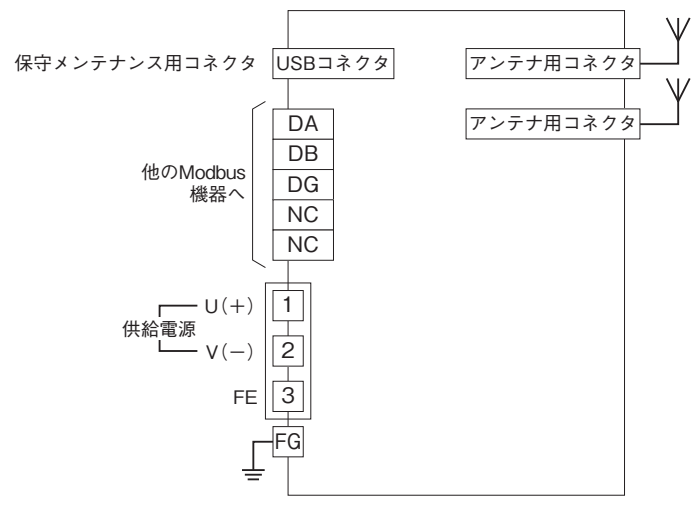 保守メンテナンス用コネクタ
USBコネクタ
アンテナ用コネクタ
アンテナ用コネクタ
他のModbus
機器へ
DA
DB
DG
NC
NC
供給電源
U(+)
1
V(−)
2
FE
3
FG